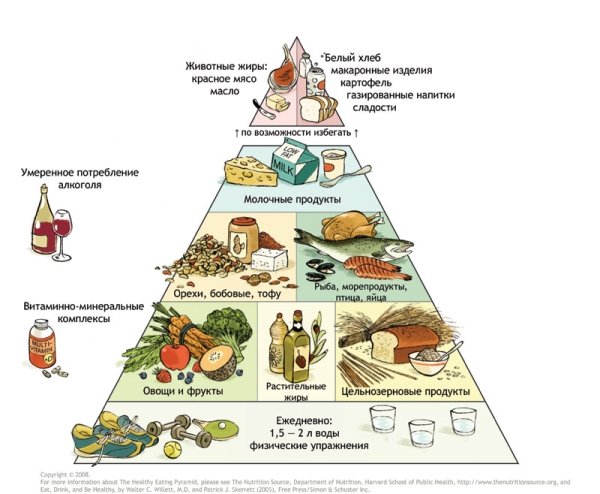 Животные жиры:
красное мясо
масло
Белый хлеб
макаронные изделия
картофель
газированные напитки
сладости
↑ по возможности избегать ↑
Умеренное потребление
алкоголя
LOW
FAT
MILK
Молочные продукты
Орехи, бобовые, тофу
Рыба, морепродукты,
птица, яйца
Витаминно-минеральные
комплексы
MULTI-
VITAMIN
Овощи и фрукты
Растительные
жиры
Цельнозерновые продукты
Ежедневно:
1,5 — 2 л воды
физические упражнения
Copyright © 2008.
For more information about The Healthy Eating Pyramid, please see The Nutrition Source, Department of Nutrition, Harvard School of Public Health, http://www.thenutritionsource.org, and
Eat, Drink, and Be Healthy, by Walter C. Willett, M.D. and Patrick J. Skerrett (2005), Free Press/Simon & Schuster Inc.